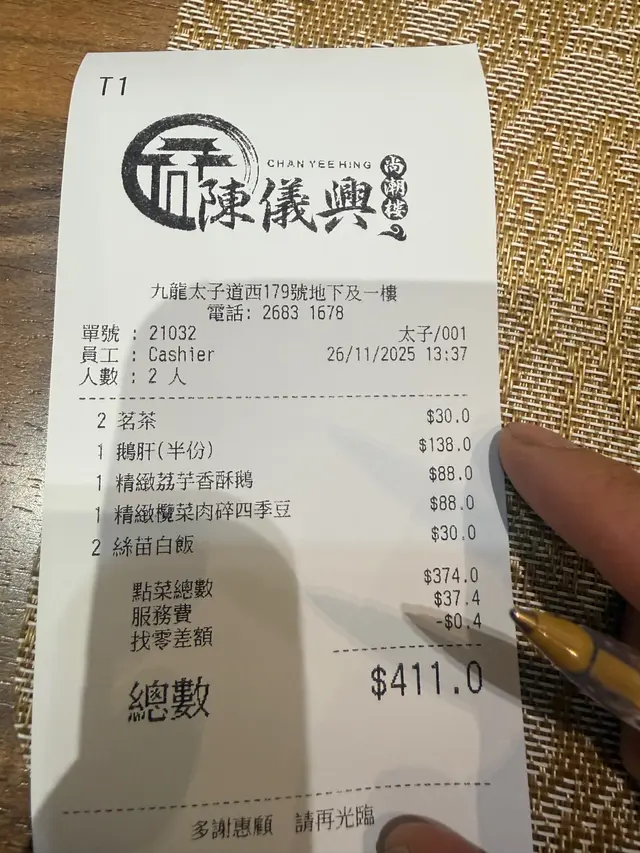 T1
CHAN YEE HING
陳儀興
尚潮樓
九龍太子道西179號地下及一樓
電話: 2683 1678
單號 : 21032 太子/001
員工 : Cashier 26/11/2025 13:37
人數 : 2 人
2 茗茶 $30.0
1 鵝肝(半份) $138.0
1 精緻荔芋香酥鵝 $88.0
1 精緻欖菜肉碎四季豆 $88.0
2 絲苗白飯 $30.0
點菜總數 $374.0
服務費 $37.4
找零差額 -$0.4
總數 $411.0
多謝惠顧 請再光臨